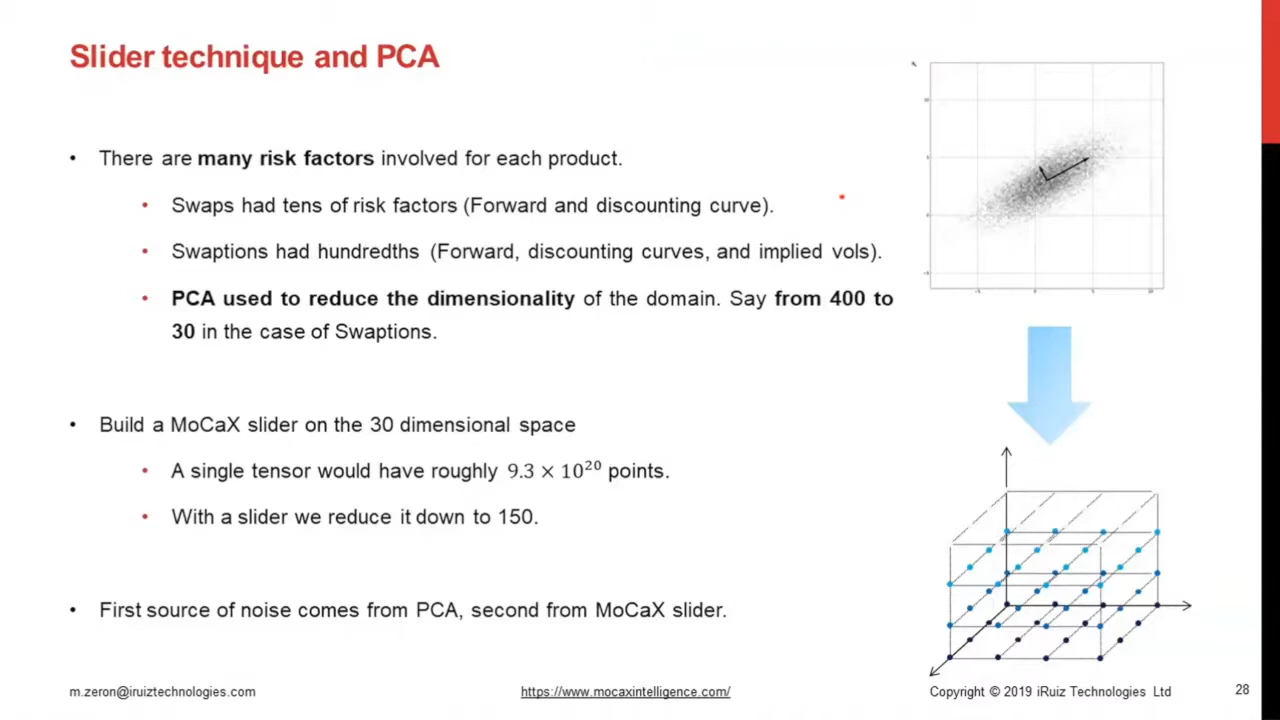 Slider technique and PCA
• There are many risk factors involved for each product.
• Swaps had tens of risk factors (Forward and discounting curve).
• Swaptions had hundredths (Forward, discounting curves, and implied vols).
• PCA used to reduce the dimensionality of the domain. Say from 400 to
30 in the case of Swaptions.
• Build a MoCaX slider on the 30 dimensional space
• A single tensor would have roughly 9.3 × 10²⁰ points.
• With a slider we reduce it down to 150.
• First source of noise comes from PCA, second from MoCaX slider.
m.zeron@iruiztechnologies.com
https://www.mocaxintelligence.com/
Copyright © 2019 iRuiz Technologies Ltd
28